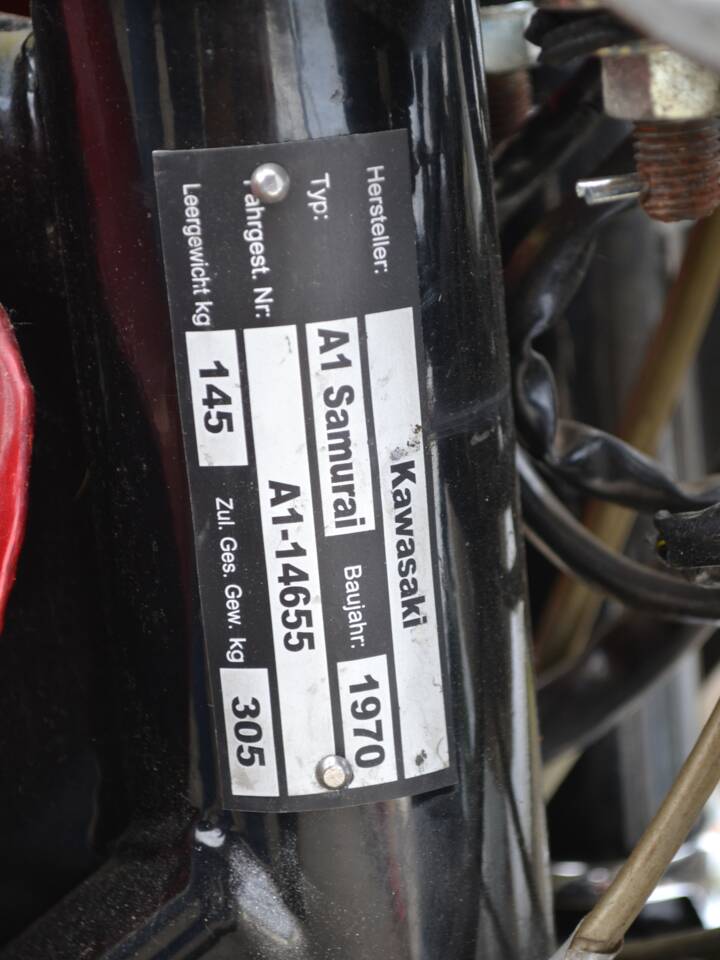 Hersteller: Kawasaki
Typ: A1 Samurai Baujahr: 1970
Fahrgest. Nr: A1-14655
Leergewicht kg 145 Zul. Ges. Gew. kg 305